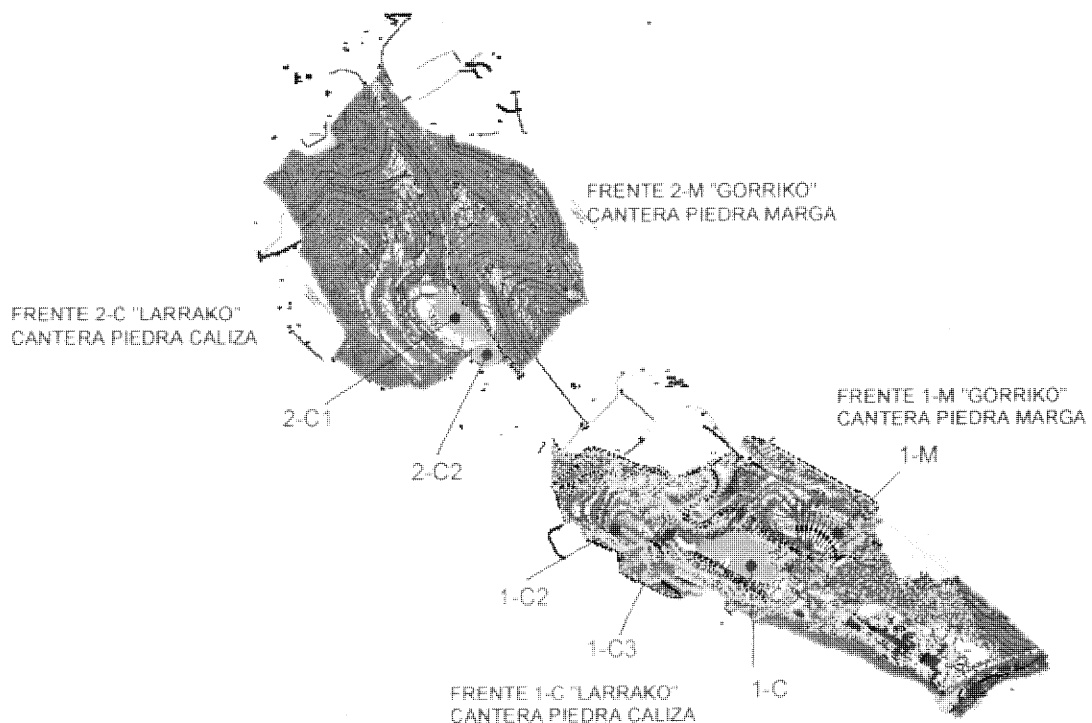 FRENTE 2-M "GORRIKO"
CANTERA PIEDRA MARGA
FRENTE 2-C "LARRAKO"
CANTERA PIEDRA CALIZA
2-C1
2-C2
FRENTE 1-M "GORRIKO"
CANTERA PIEDRA MARGA
1-M
1-C2
1-C3
1-C
FRENTE 1-C "LARRAKO"
CANTERA PIEDRA CALIZA